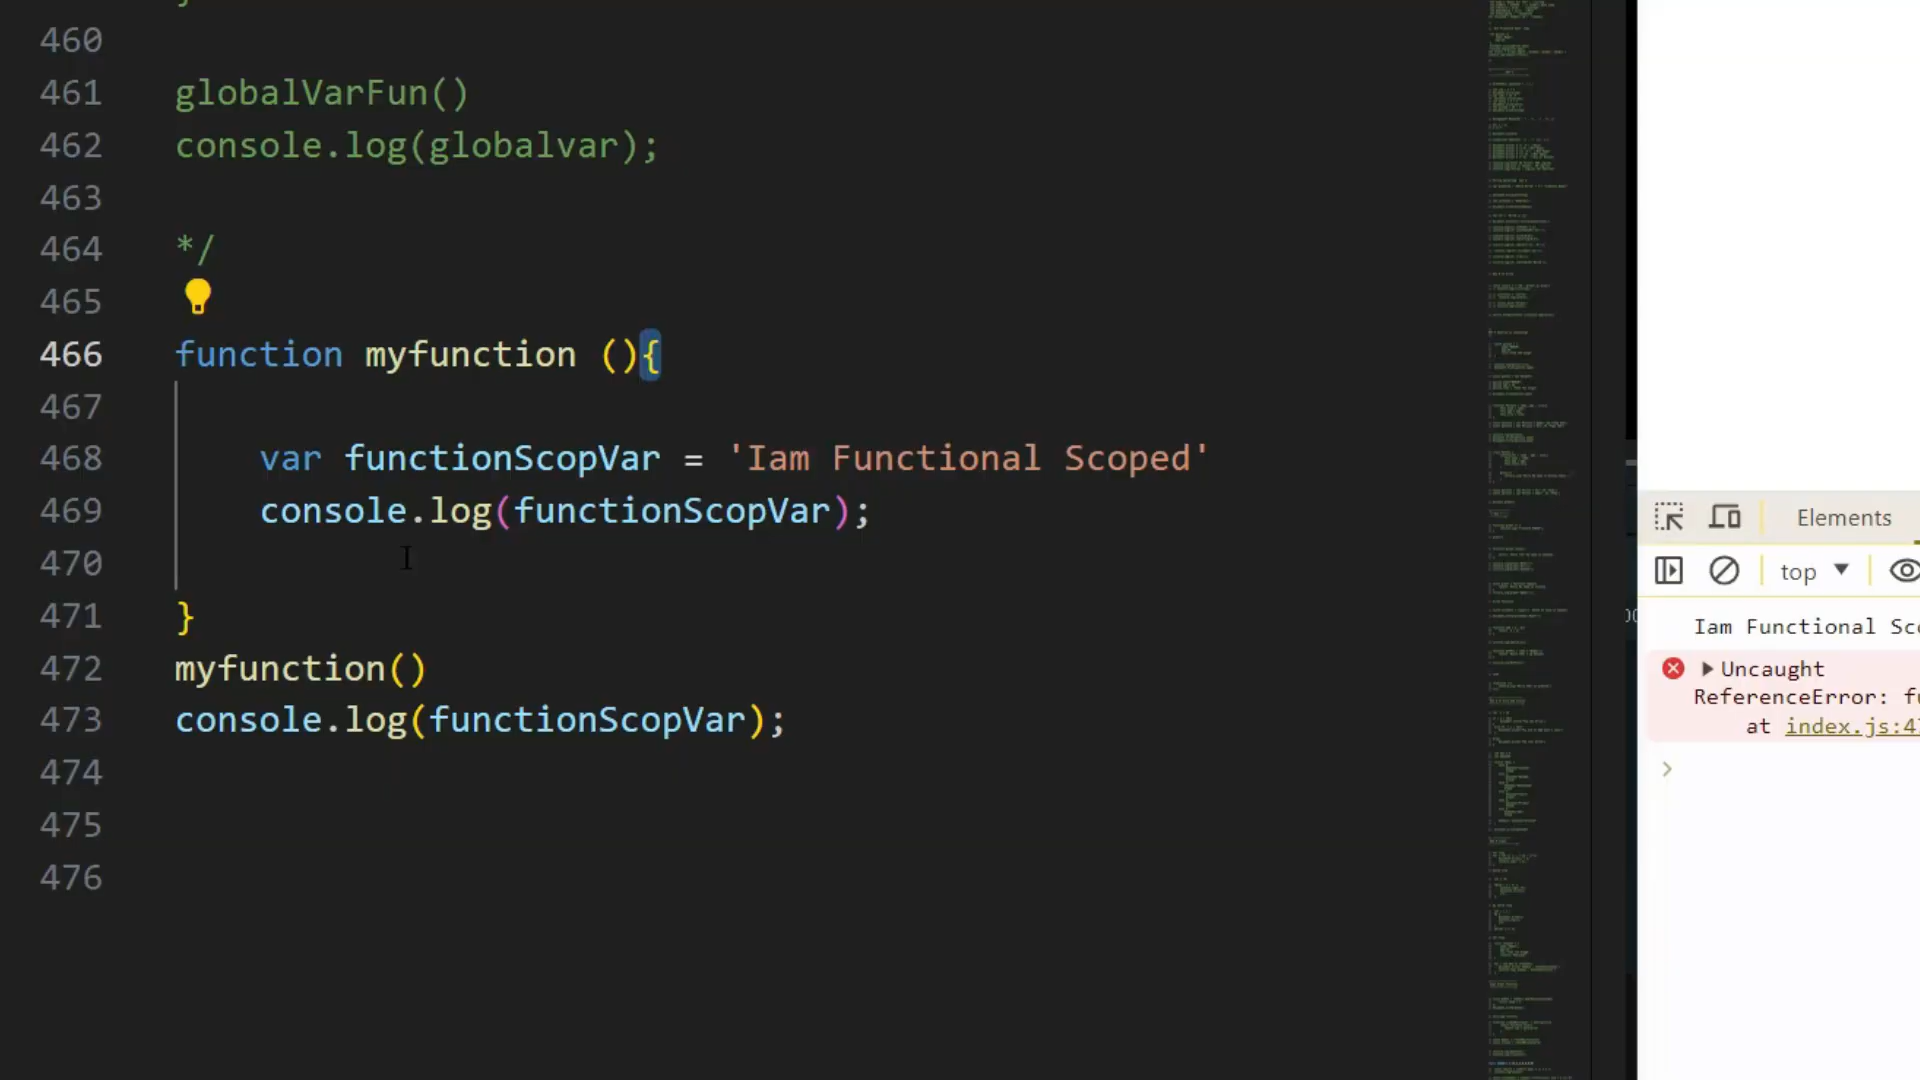 460
461 globalVarFun()
462 console.log(globalvar);
463
464 */
465
466 function myfunction (){
467
468 var functionScopVar = 'Iam Functional Scoped'
469 console.log(functionScopVar);
470
471 }
472 myfunction()
473 console.log(functionScopVar);
474
475
476
Elements
top
Iam Functional Sc
Uncaught
ReferenceError: fu
at index.js:4